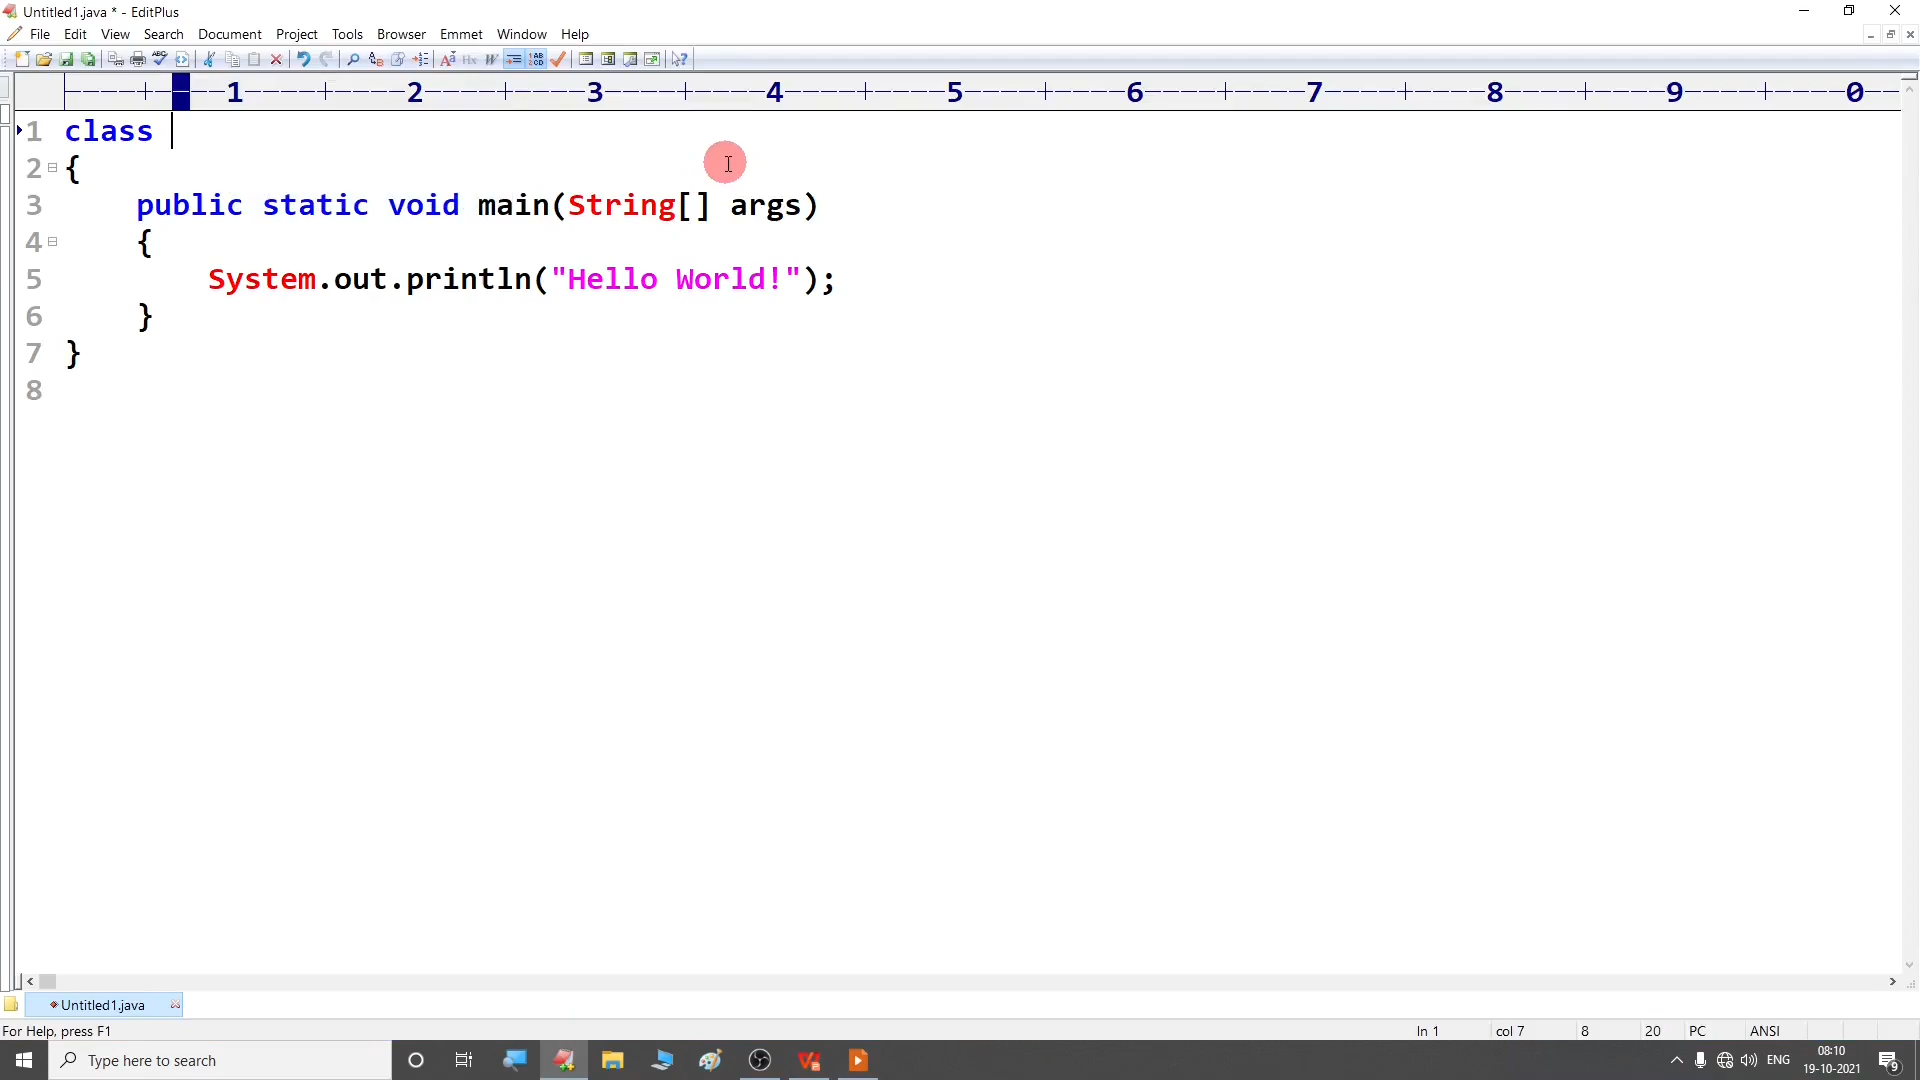 Untitled1.java * - EditPlus
File Edit View Search Document Project Tools Browser Emmet Window Help
----+----1----+----2----+----3----+----4----+----5----+----6----+----7----+----8----+----9----+----0--
1 class
2 {
3 public static void main(String[] args)
4 {
5 System.out.println("Hello World!");
6 }
7 }
8
Untitled1.java
For Help, press F1 ln 1 col 7 8 20 PC ANSI
Type here to search ENG 08:10
19-10-2021 9